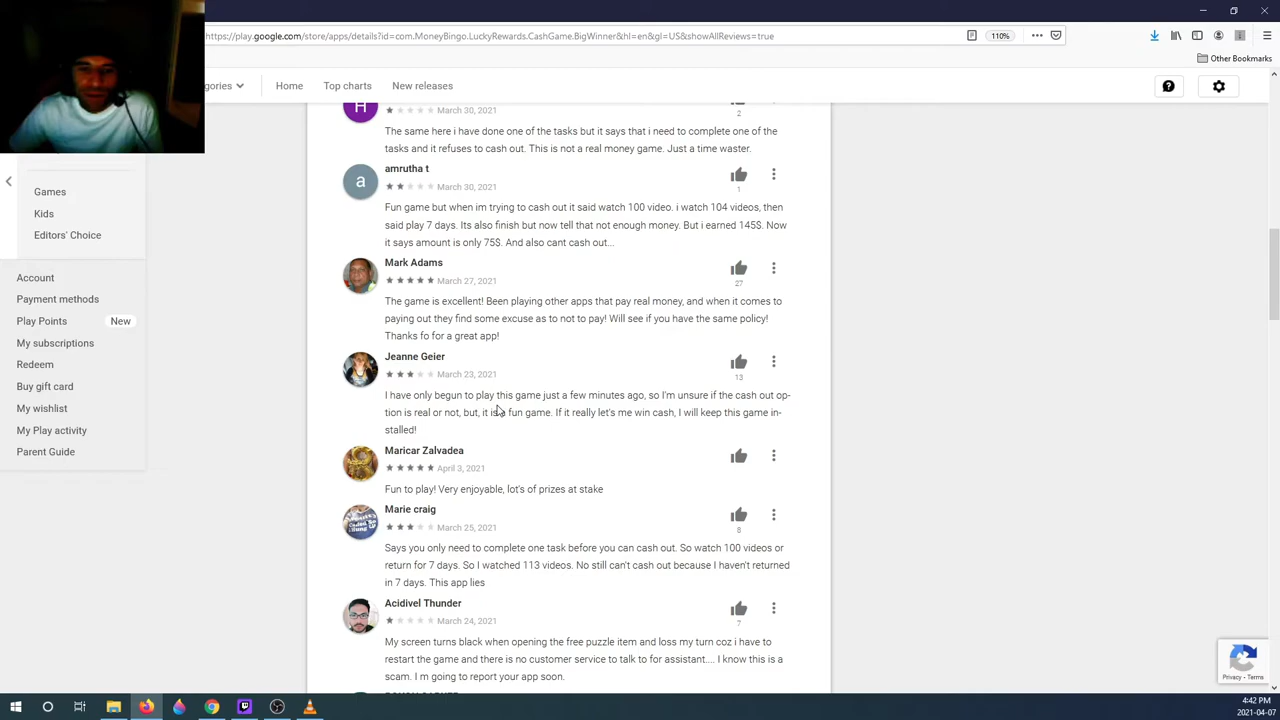 https://play.google.com/store/apps/details?id=com.MoneyBingo.LuckyRewards.CashGame.BigWinner&hl=en&gl=US&showAllReviews=true
110%
Other Bookmarks
gories
Home
Top charts
New releases
Games
Kids
Editors' Choice
Account
Payment methods
Play Points
New
My subscriptions
Redeem
Buy gift card
My wishlist
My Play activity
Parent Guide
H
March 30, 2021
2
The same here i have done one of the tasks but it says that i need to complete one of the
tasks and it refuses to cash out. This is not a real money game. Just a time waster.
a
amrutha t
March 30, 2021
1
Fun game but when im trying to cash out it said watch 100 video. i watch 104 videos, then
said play 7 days. Its also finish but now tell that not enough money. But i earned 145$. Now
it says amount is only 75$. And also cant cash out...
Mark Adams
March 27, 2021
27
The game is excellent! Been playing other apps that pay real money, and when it comes to
paying out they find some excuse as to not to pay! Will see if you have the same policy!
Thanks fo for a great app!
Jeanne Geier
March 23, 2021
13
I have only begun to play this game just a few minutes ago, so I'm unsure if the cash out op-
tion is real or not, but, it is a fun game. If it really let's me win cash, I will keep this game in-
stalled!
Maricar Zalvadea
April 3, 2021
Fun to play! Very enjoyable, lot's of prizes at stake
Marie craig
March 25, 2021
8
Says you only need to complete one task before you can cash out. So watch 100 videos or
return for 7 days. So I watched 113 videos. No still can't cash out because I haven't returned
in 7 days. This app lies
Acidivel Thunder
March 24, 2021
7
My screen turns black when opening the free puzzle item and loss my turn coz i have to
restart the game and there is no customer service to talk to for assistant.... I know this is a
scam. I m going to report your app soon.
Privacy - Terms
4:42 PM
2021-04-07